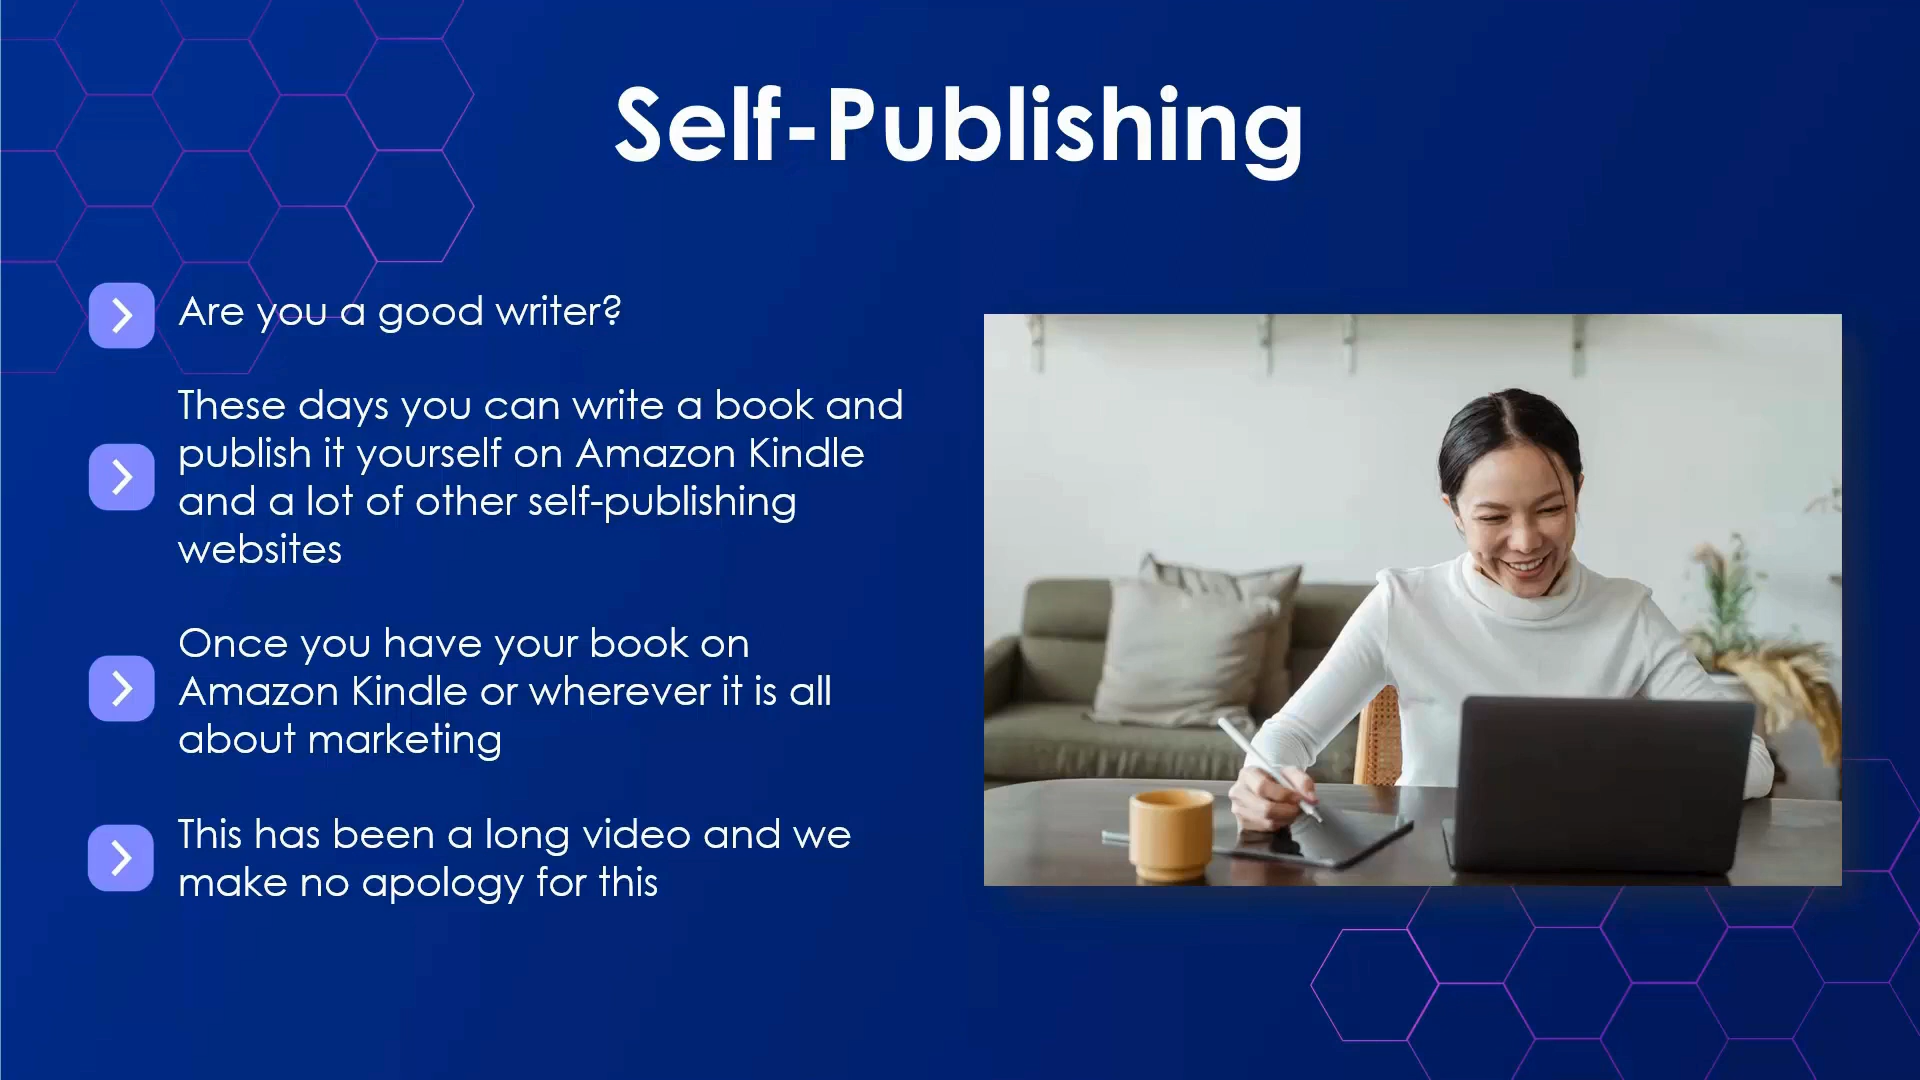 Self-Publishing
Are you a good writer?
These days you can write a book and
publish it yourself on Amazon Kindle
and a lot of other self-publishing
websites
Once you have your book on
Amazon Kindle or wherever it is all
about marketing
This has been a long video and we
make no apology for this